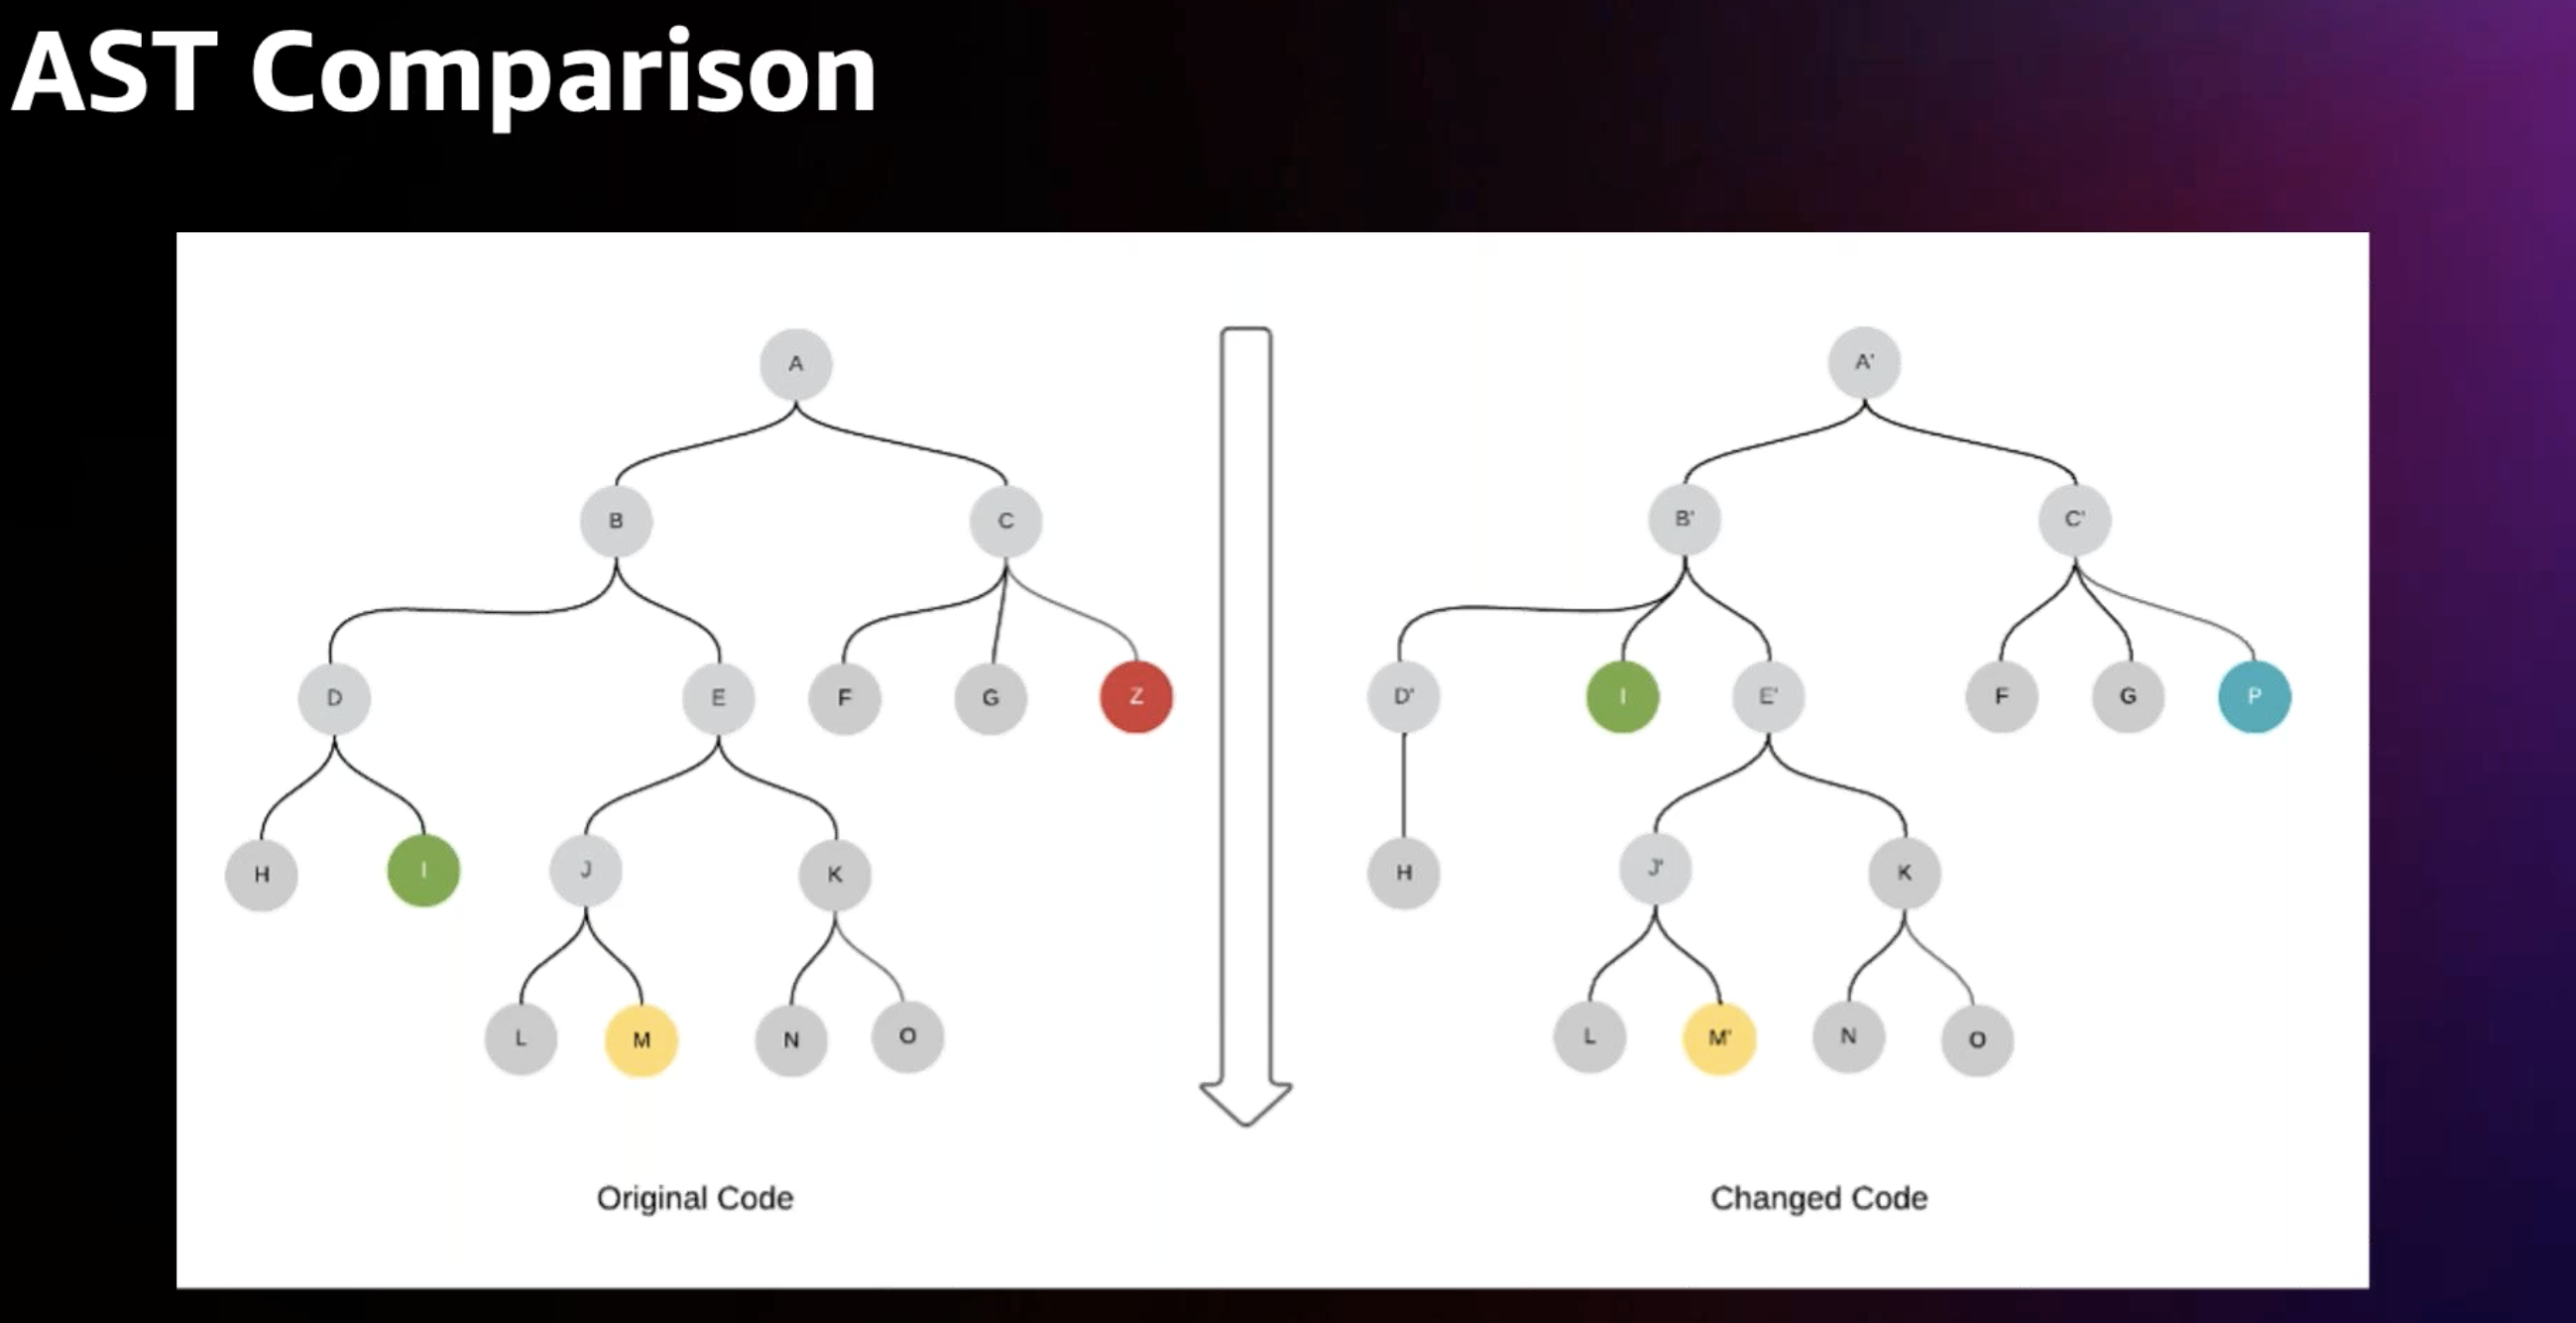 AST Comparison
A
A'
B
C
B'
C'
D
E
F
G
Z
D'
I
E'
F
G
P
H
I
J
K
H
J'
K
L
M
N
O
L
M'
N
O
Original Code
Changed Code